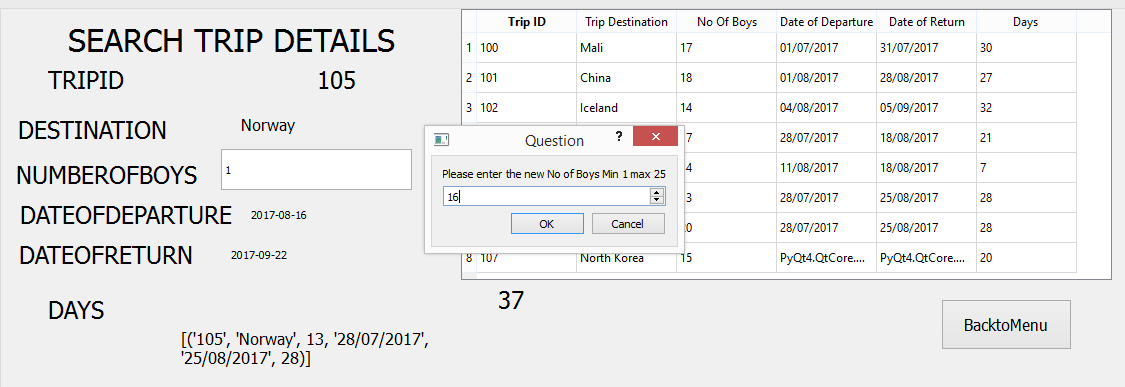 SEARCH TRIP DETAILS
TRIPID 105
DESTINATION Norway
NUMBEROFBOYS 1
DATEOFDEPARTURE 2017-08-16
DATEOFRETURN 2017-09-22
DAYS 37
[('105', 'Norway', 13, '28/07/2017',
'25/08/2017', 28)]
Trip ID Trip Destination No Of Boys Date of Departure Date of Return Days
1 100 Mali 17 01/07/2017 31/07/2017 30
2 101 China 18 01/08/2017 28/08/2017 27
3 102 Iceland 14 04/08/2017 05/09/2017 32
7 28/07/2017 18/08/2017 21
4 11/08/2017 18/08/2017 7
3 28/07/2017 25/08/2017 28
0 28/07/2017 25/08/2017 28
8 107 North Korea 15 PyQt4.QtCore.... PyQt4.QtCore.... 20
Question ?
Please enter the new No of Boys Min 1 max 25
16
OK Cancel
BacktoMenu